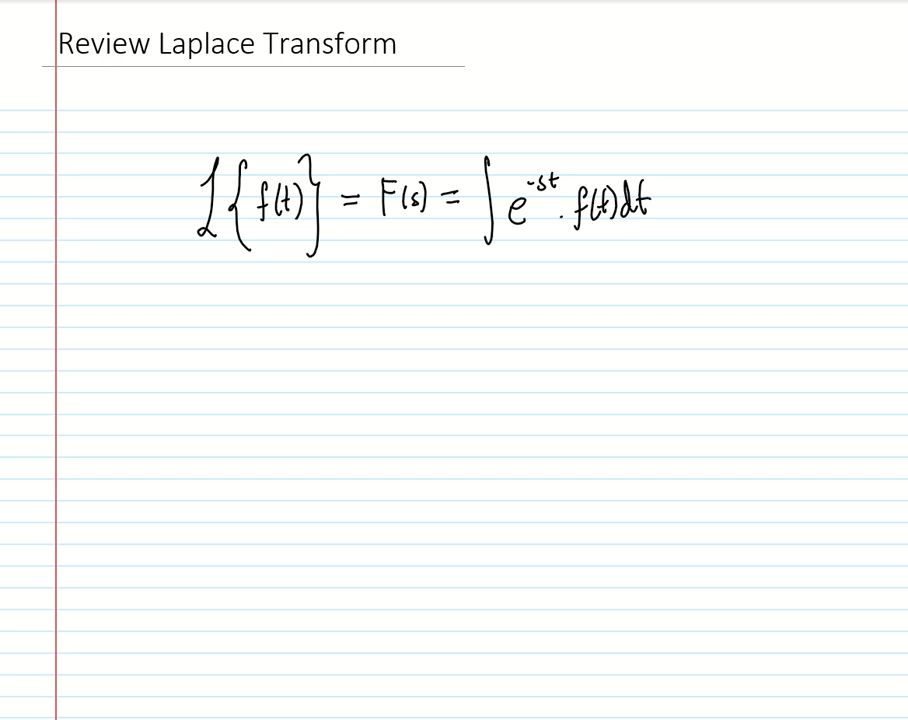 Review Laplace Transform
ℒ{f(t)} = F(s) = ∫ e^{-st} . f(t)dt